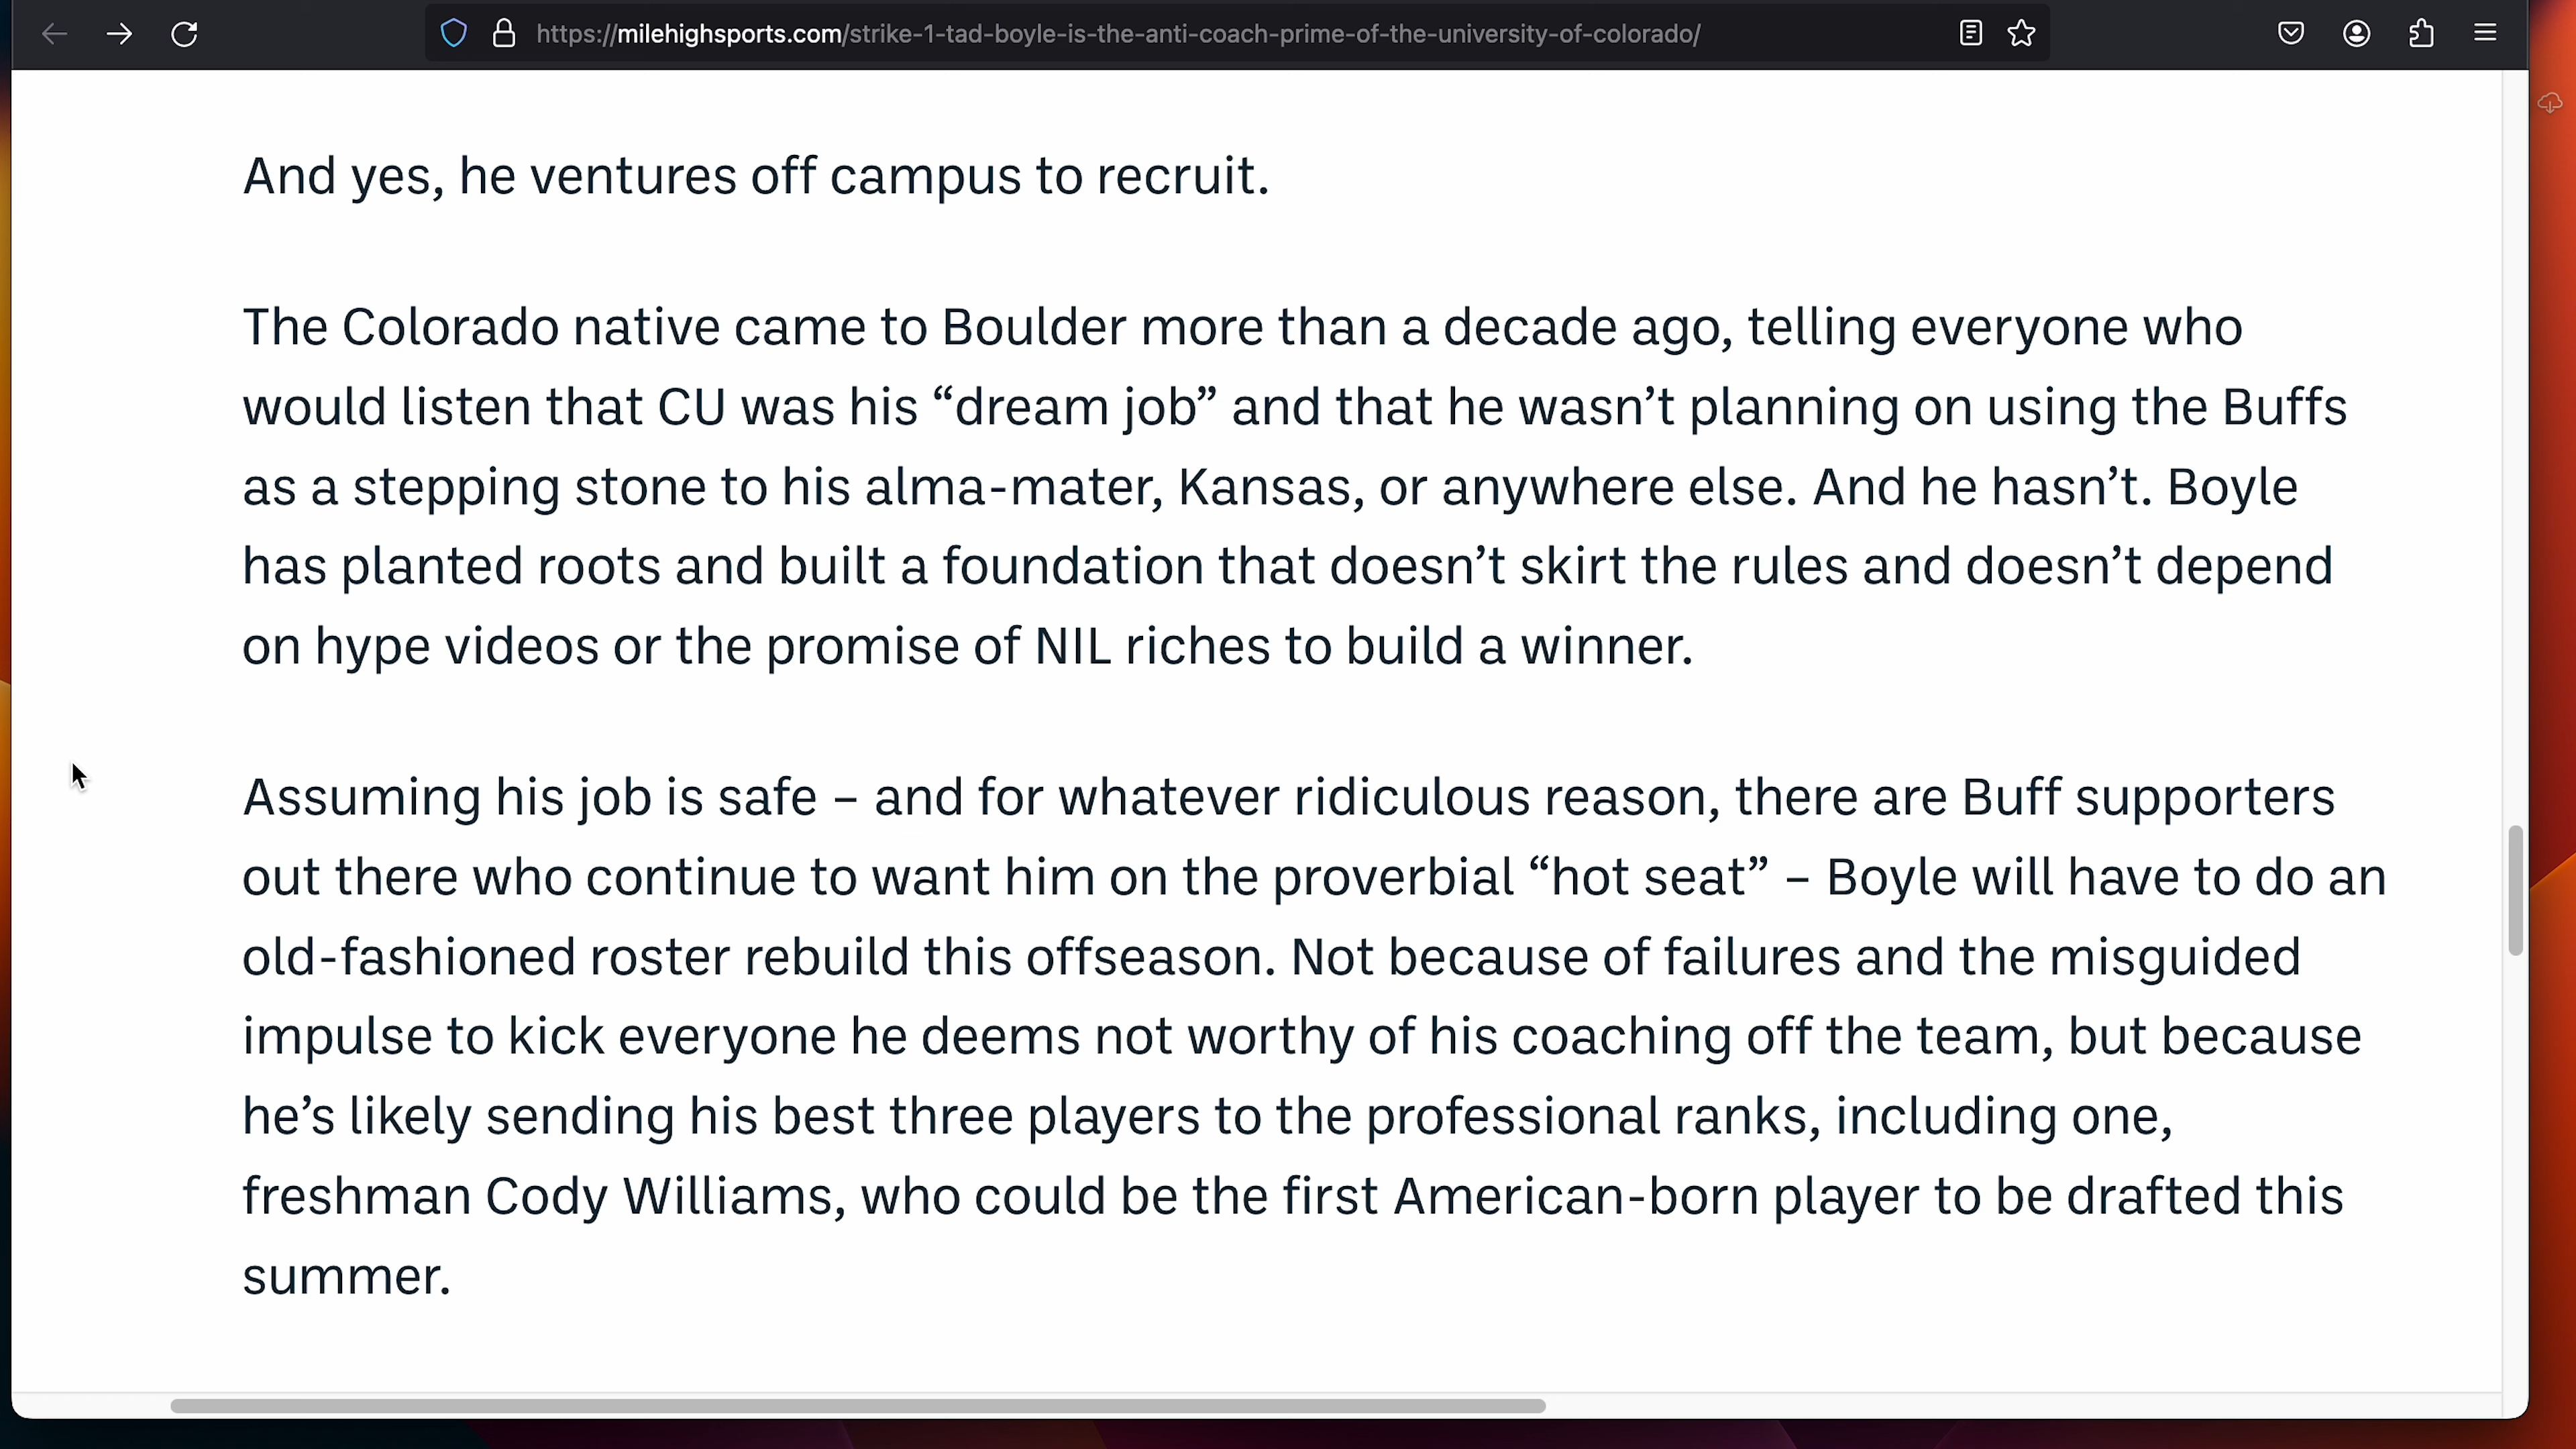 https://milehighsports.com/strike-1-tad-boyle-is-the-anti-coach-prime-of-the-university-of-colorado/
And yes, he ventures off campus to recruit.
The Colorado native came to Boulder more than a decade ago, telling everyone who
would listen that CU was his “dream job” and that he wasn’t planning on using the Buffs
as a stepping stone to his alma-mater, Kansas, or anywhere else. And he hasn’t. Boyle
has planted roots and built a foundation that doesn’t skirt the rules and doesn’t depend
on hype videos or the promise of NIL riches to build a winner.
Assuming his job is safe – and for whatever ridiculous reason, there are Buff supporters
out there who continue to want him on the proverbial “hot seat” – Boyle will have to do an
old-fashioned roster rebuild this offseason. Not because of failures and the misguided
impulse to kick everyone he deems not worthy of his coaching off the team, but because
he’s likely sending his best three players to the professional ranks, including one,
freshman Cody Williams, who could be the first American-born player to be drafted this
summer.